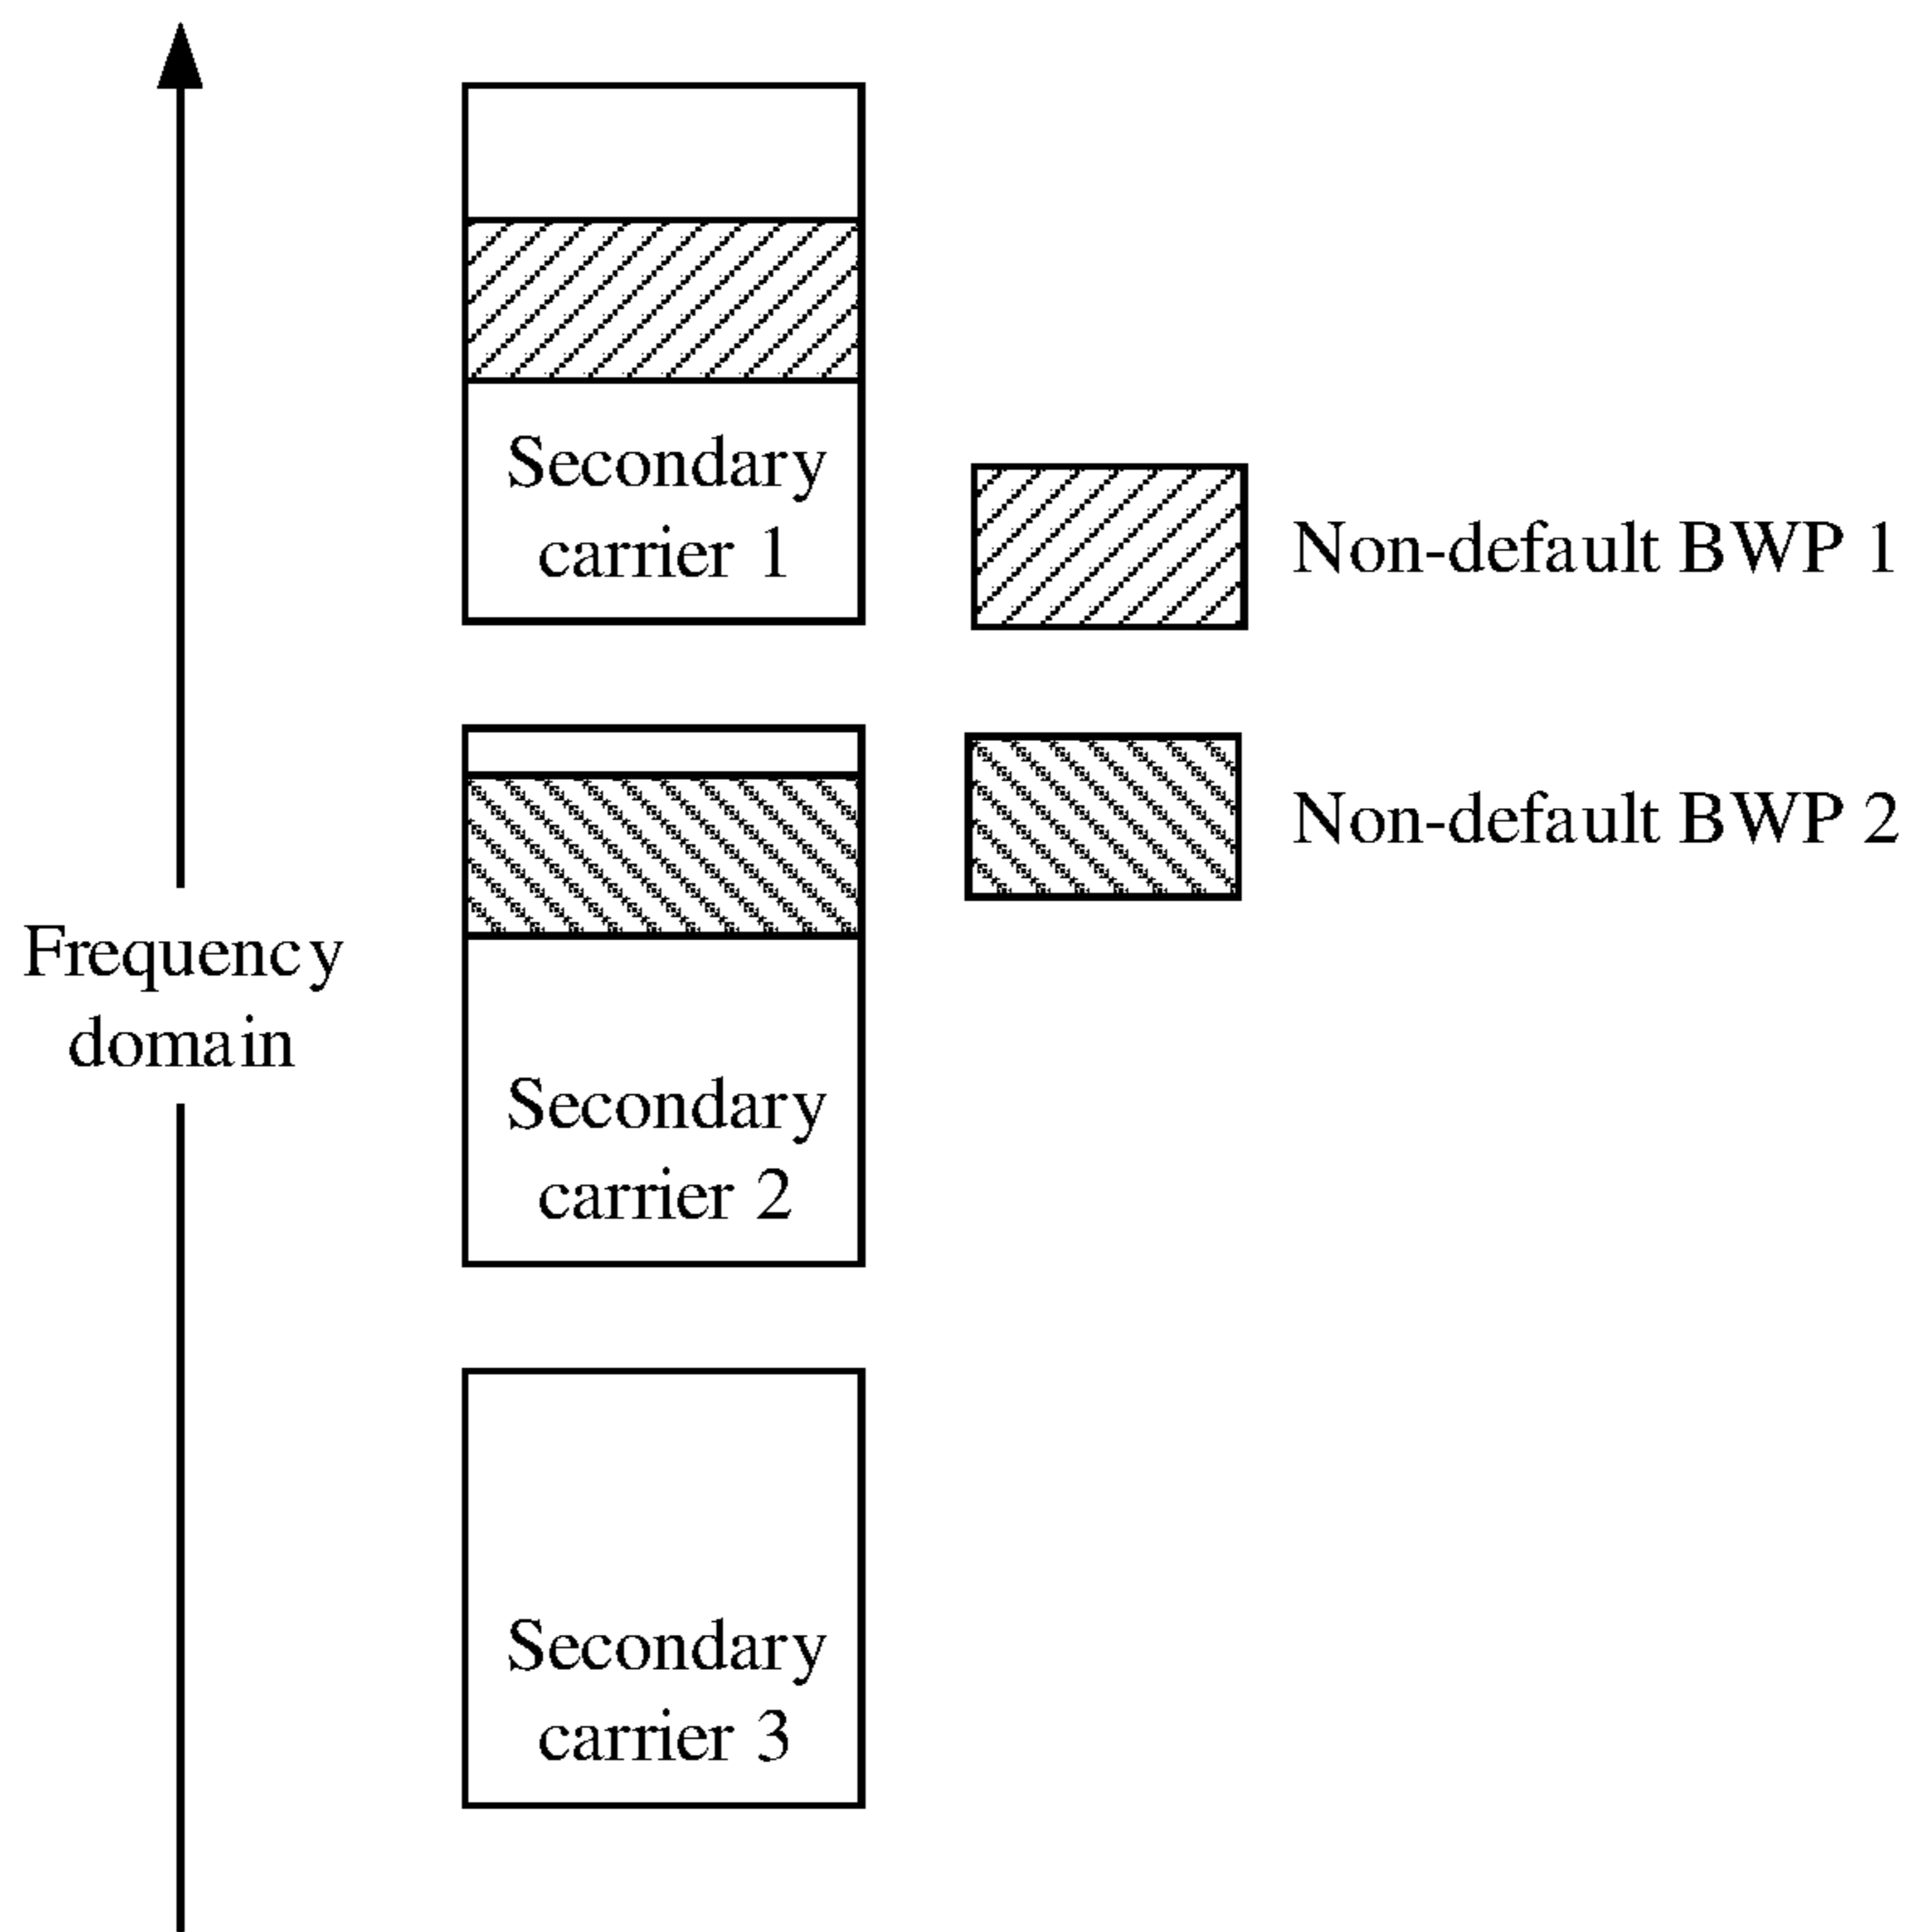 Secondary
carrier 1
Non-default BWP 1
Non-default BWP 2
Frequency
domain
Secondary
carrier 2
Secondary
carrier 3